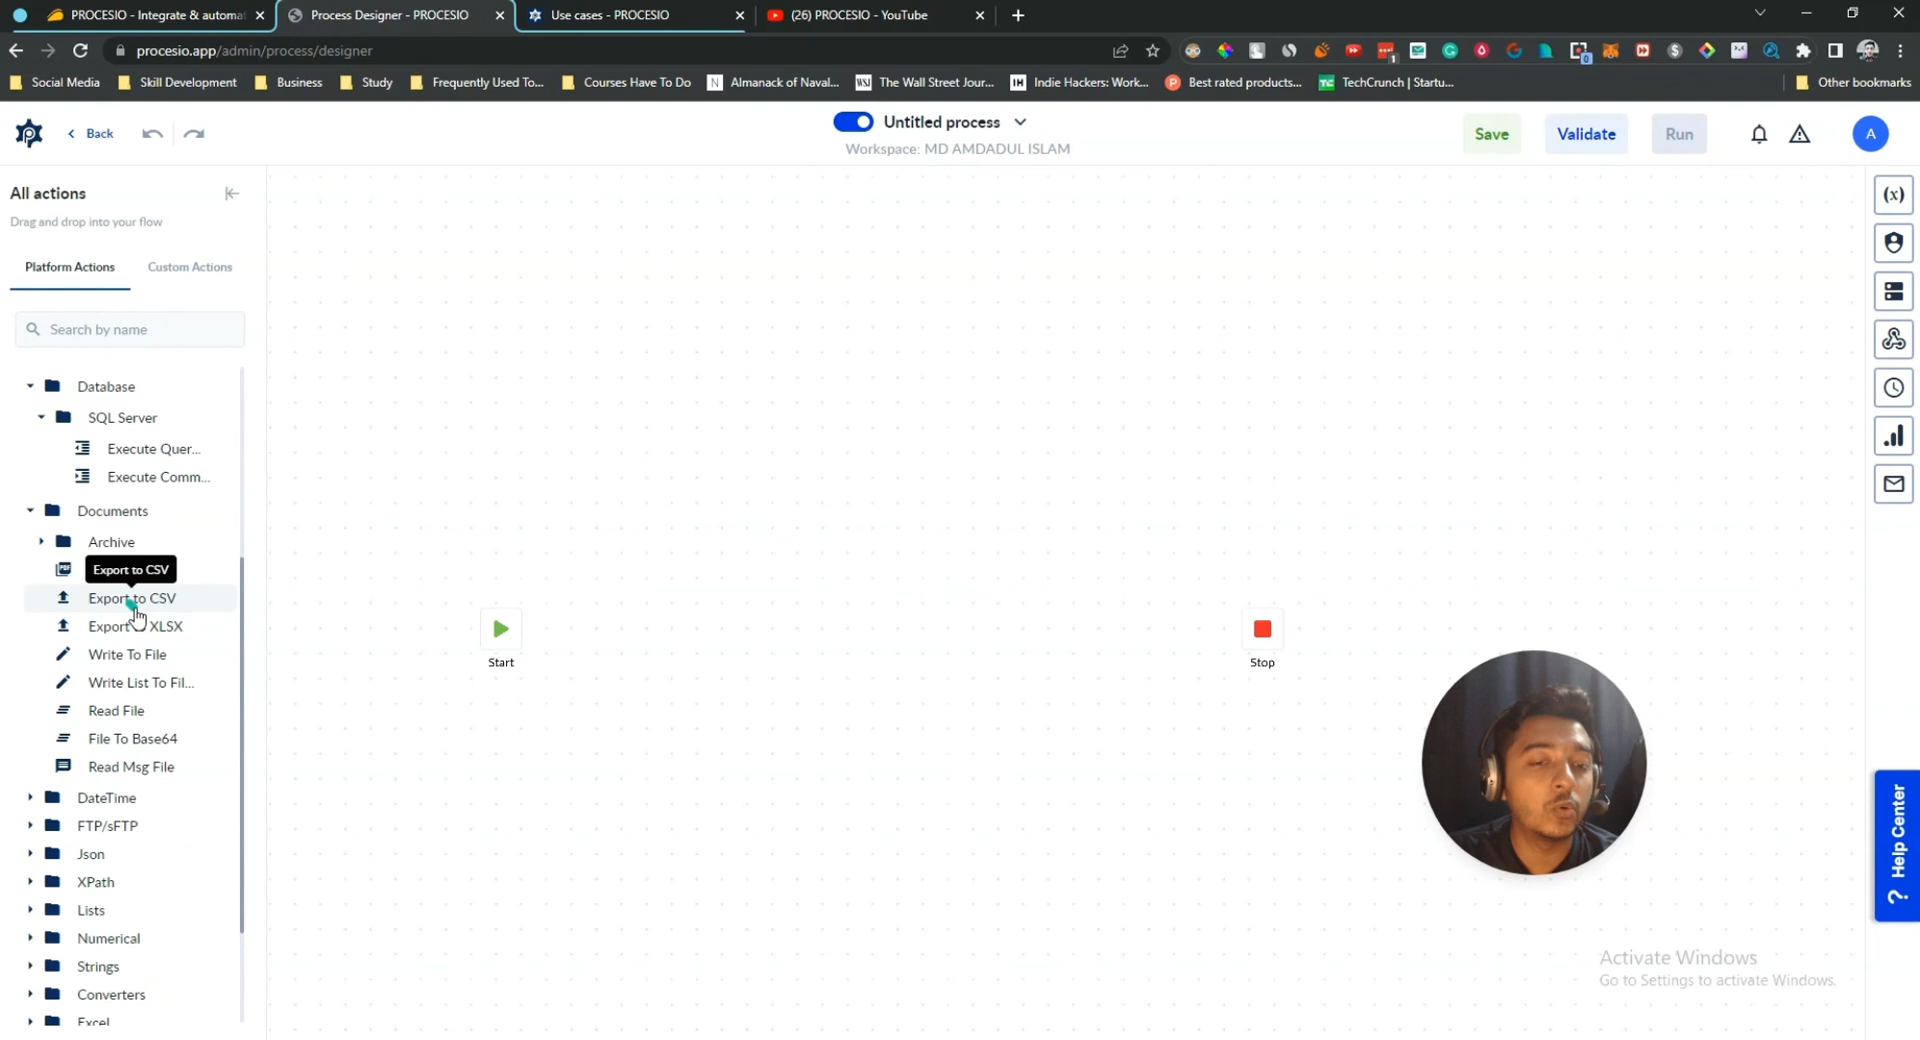 PROCESIO - Integrate & automat
Process Designer - PROCESIO
Use cases - PROCESIO
(26) PROCESIO - YouTube
procesio.app/admin/process/designer
Social Media
Skill Development
Business
Study
Frequently Used To...
Courses Have To Do
Almanack of Naval...
The Wall Street Jour...
Indie Hackers: Work...
Best rated products...
TechCrunch | Startu...
Other bookmarks
Back
Untitled process
Workspace: MD AMDADUL ISLAM
Save
Validate
Run
A
All actions
Drag and drop into your flow
Platform Actions
Custom Actions
Search by name
Database
SQL Server
Execute Quer...
Execute Comm...
Documents
Archive
Export to CSV
Export to CSV
Export XLSX
Write To File
Write List To Fil...
Read File
File To Base64
Read Msg File
DateTime
FTP/sFTP
Json
XPath
Lists
Numerical
Strings
Converters
Excel
Start
Stop
(x)
? Help Center
Activate Windows
Go to Settings to activate Windows.